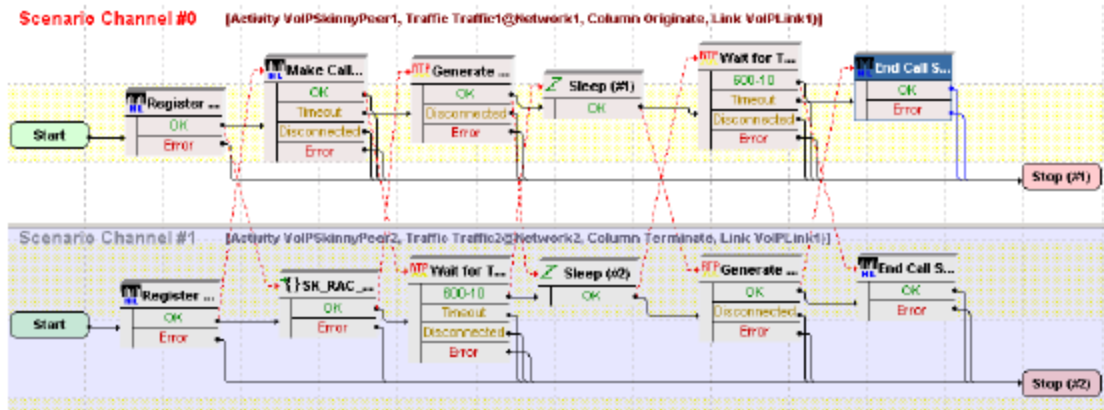 Scenario Channel #0 [Activity VoIPSkinnyPeer1, Traffic Traffic1@Network1, Column Originate, Link VoIPLink1)]
Start
Register ...
OK
Error
Make Call...
OK
Timeout
Disconnected
Error
RTP Generate ...
OK
Disconnected
Error
Sleep (#1)
OK
RTP Wait for T...
600-10
Timeout
Disconnected
Error
End Call S...
OK
Error
Stop (#1)
Scenario Channel #1 [Activity VoIPSkinnyPeer2, Traffic Traffic2@Network2, Column Terminate, Link VoIPLink1)]
Start
Register ...
OK
Error
{}SK_RAC_...
OK
Error
RTP Wait for T...
600-10
Timeout
Disconnected
Error
Sleep (#2)
OK
RTP Generate ...
OK
Disconnected
Error
End Call S...
OK
Error
Stop (#2)